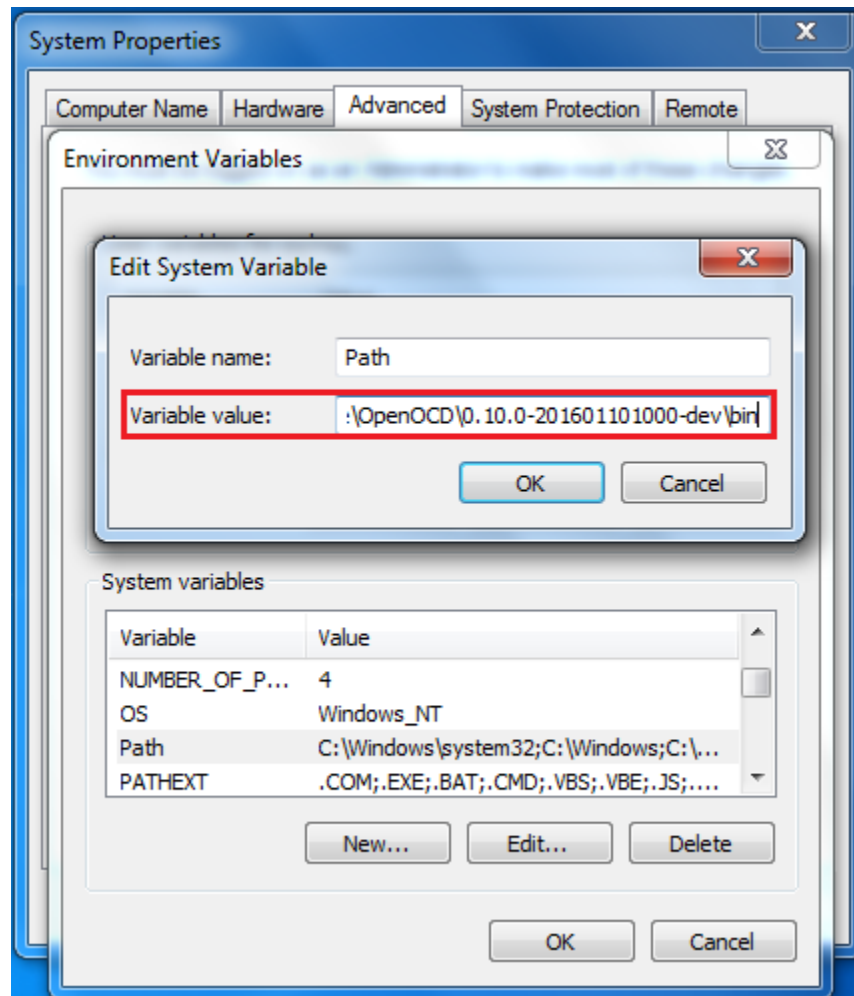 System Properties
Computer Name Hardware Advanced System Protection Remote
Environment Variables
Edit System Variable
Variable name: Path
Variable value: :\OpenOCD\0.10.0-201601101000-dev\bin
OK Cancel
System variables
Variable Value
NUMBER_OF_P... 4
OS Windows_NT
Path C:\Windows\system32;C:\Windows;C:\...
PATHEXT .COM;.EXE;.BAT;.CMD;.VBS;.VBE;.JS;....
New... Edit... Delete
OK Cancel